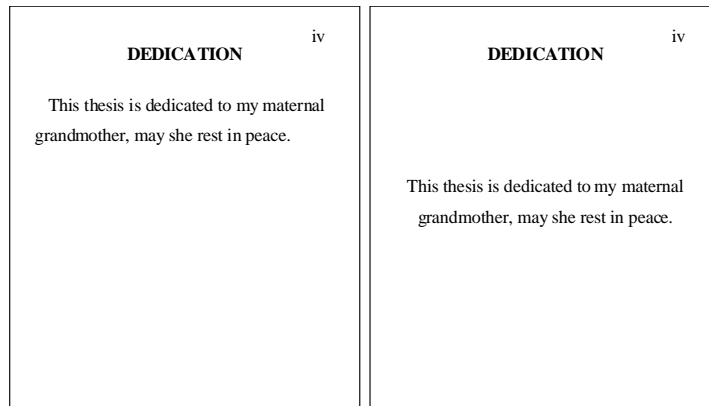 iv
DEDICATION
This thesis is dedicated to my maternal
grandmother, may she rest in peace.
iv
DEDICATION
This thesis is dedicated to my maternal
grandmother, may she rest in peace.